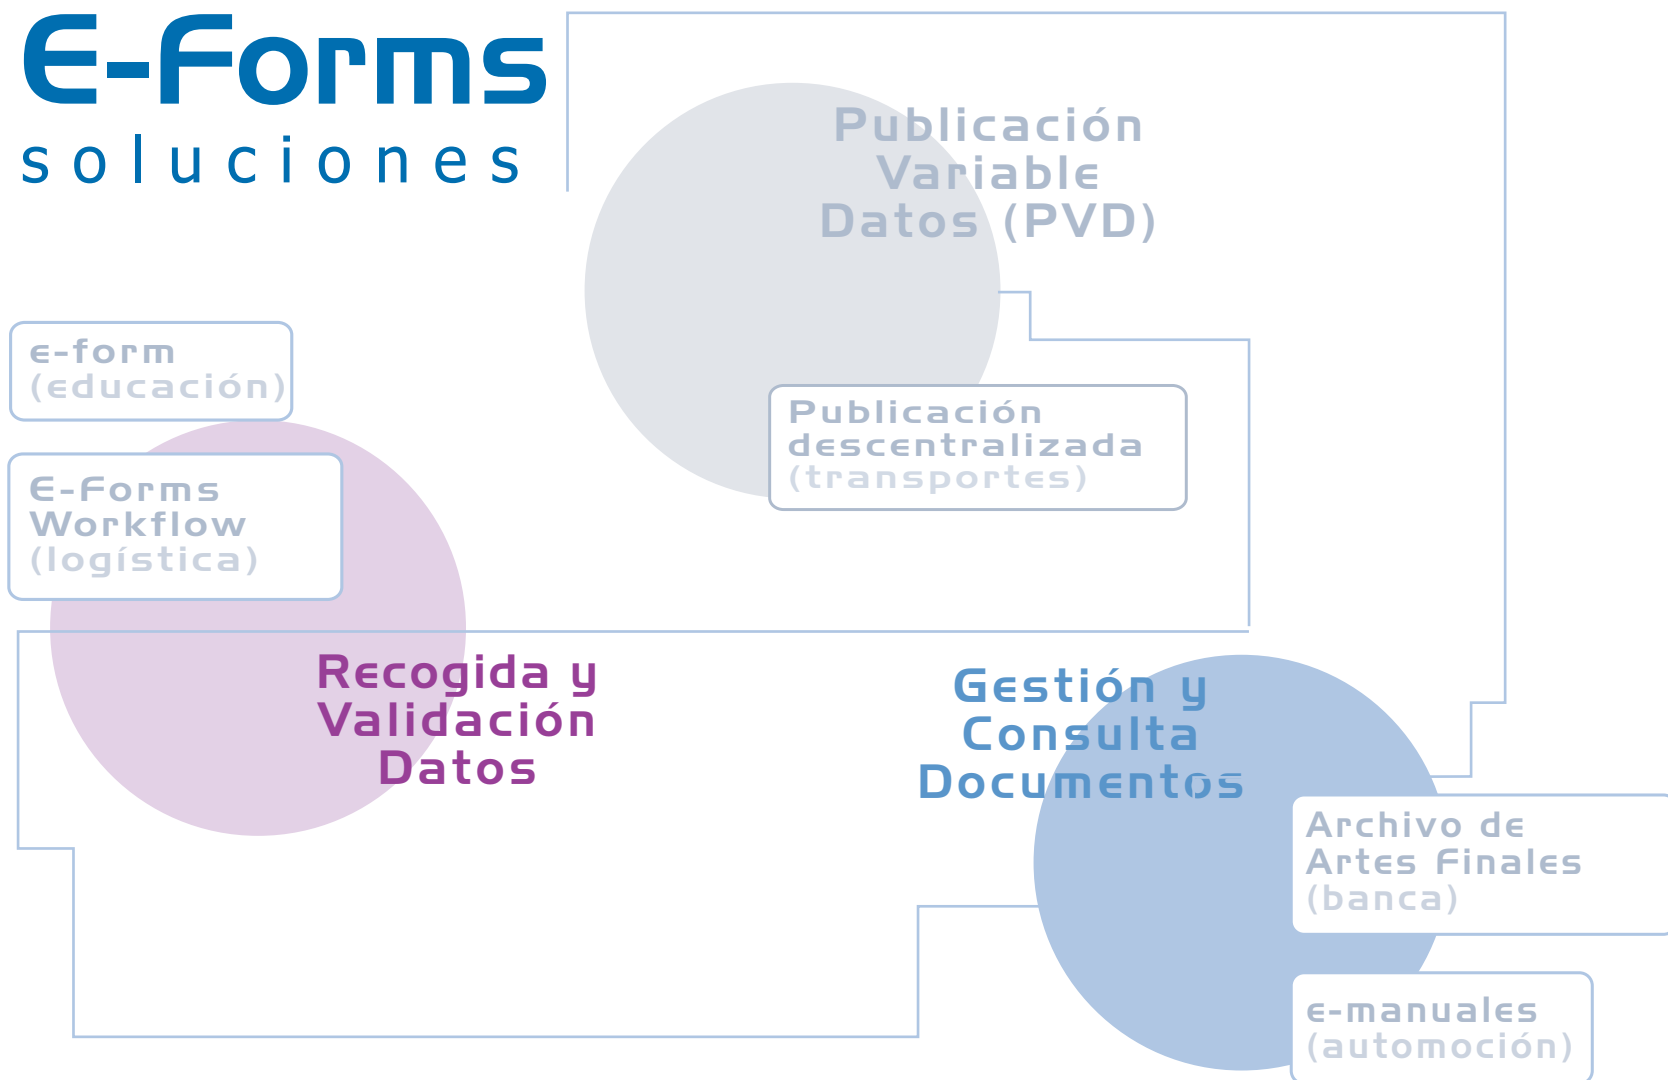 E-Forms
soluciones
Publicación
Variable
Datos (PVD)
e-form
(educación)
Publicación
descentralizada
(transportes)
E-Forms
Workflow
(logística)
Recogida y
Validación
Datos
Gestión y
Consulta
Documentos
Archivo de
Artes Finales
(banca)
e-manuales
(automoción)